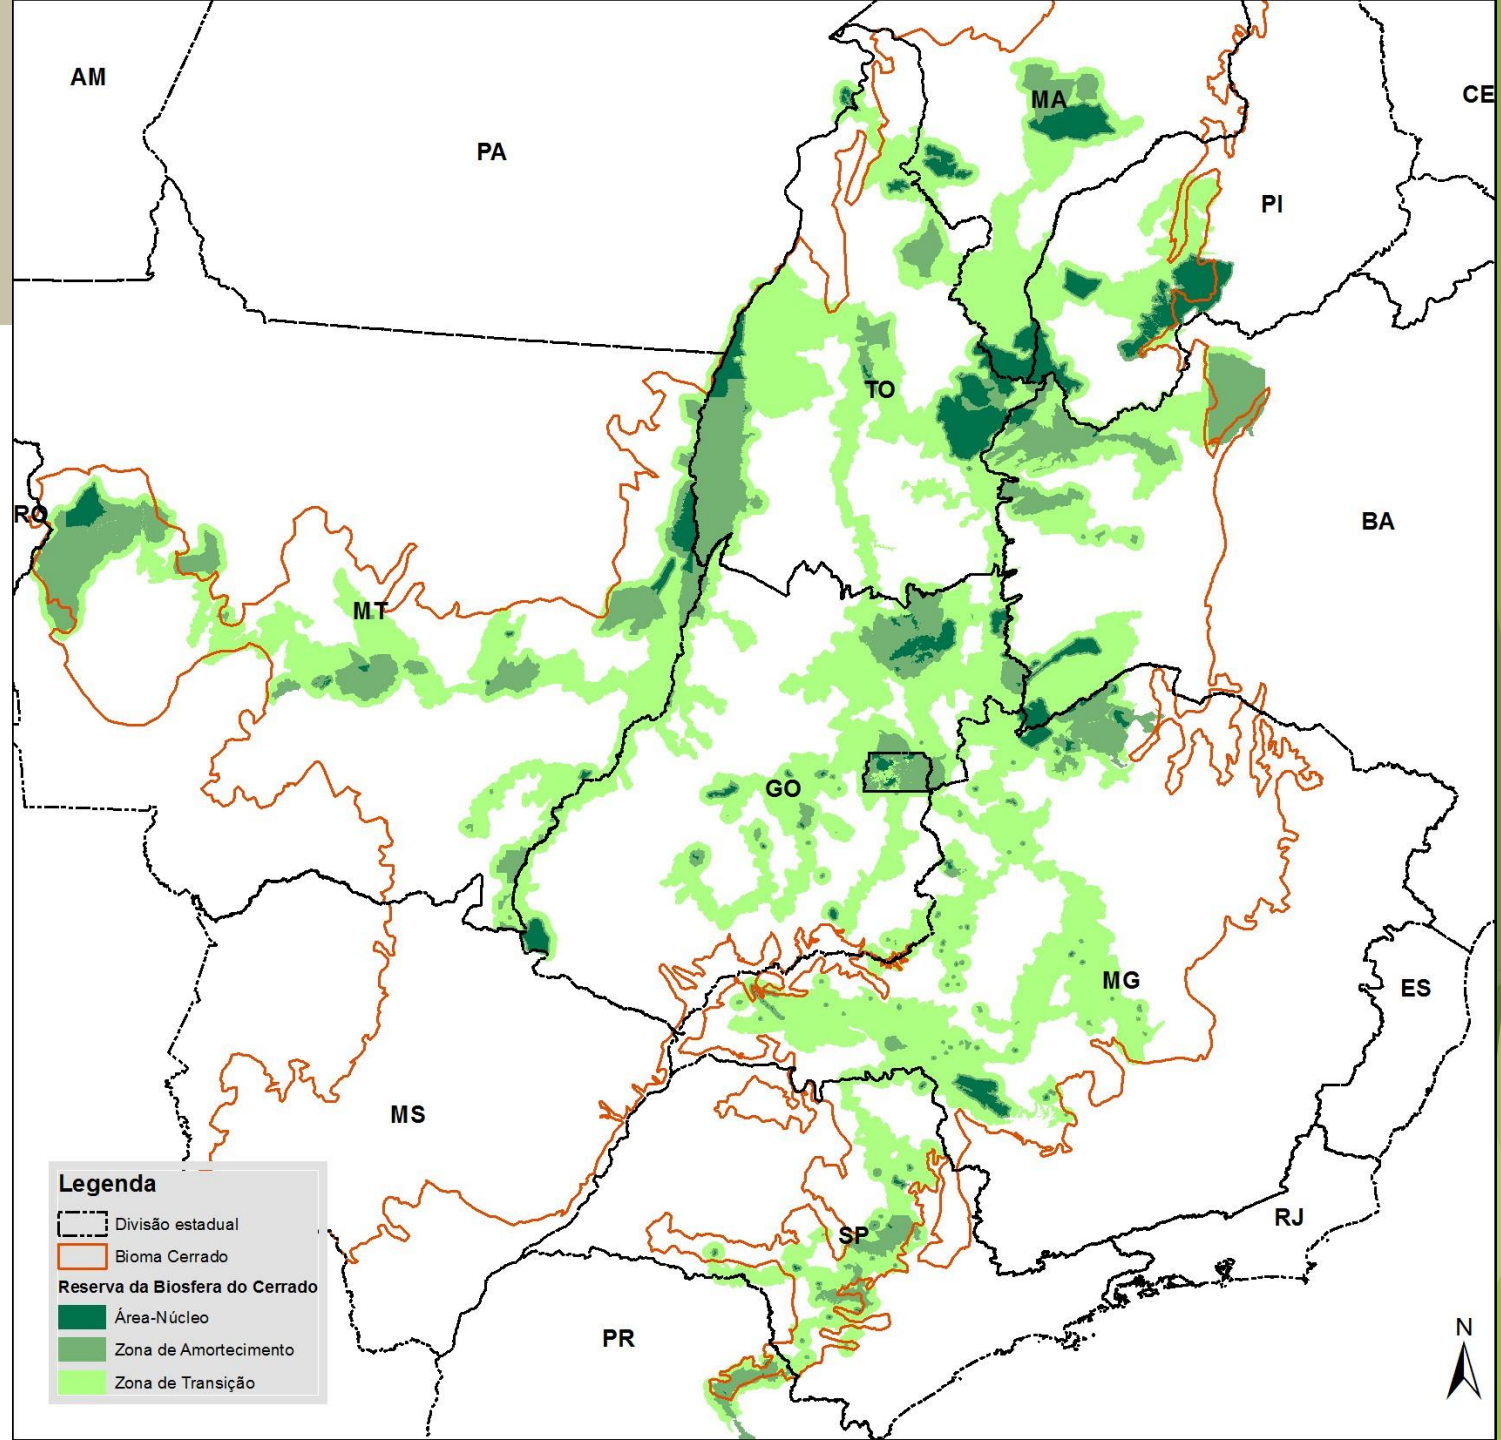 AM
CE
MA
PA
PI
TO
BA
RO
MT
GO
MG
ES
MS
RJ
SP
PR
N
Legenda
Divisão estadual
Bioma Cerrado
Reserva da Biosfera do Cerrado
Área-Núcleo
Zona de Amortecimento
Zona de Transição